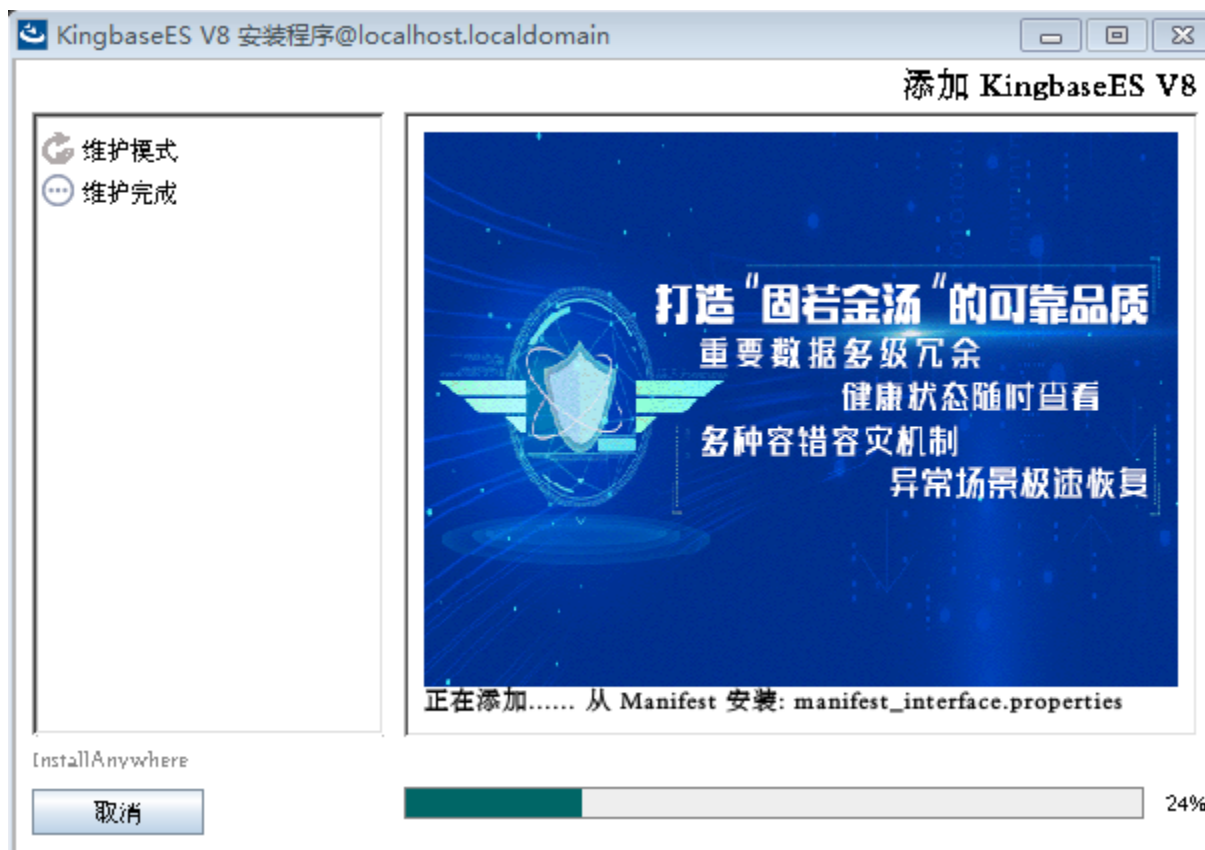 KingbaseES V8 安装程序@localhost.localdomain
添加 KingbaseES V8
维护模式
维护完成
打造“固若金汤“的可靠品质
重要数据多级冗余
健康状态随时查看
多种容错容灾机制
异常场景极速恢复
正在添加...... 从 Manifest 安装: manifest_interface.properties
InstallAnywhere
取消
24%